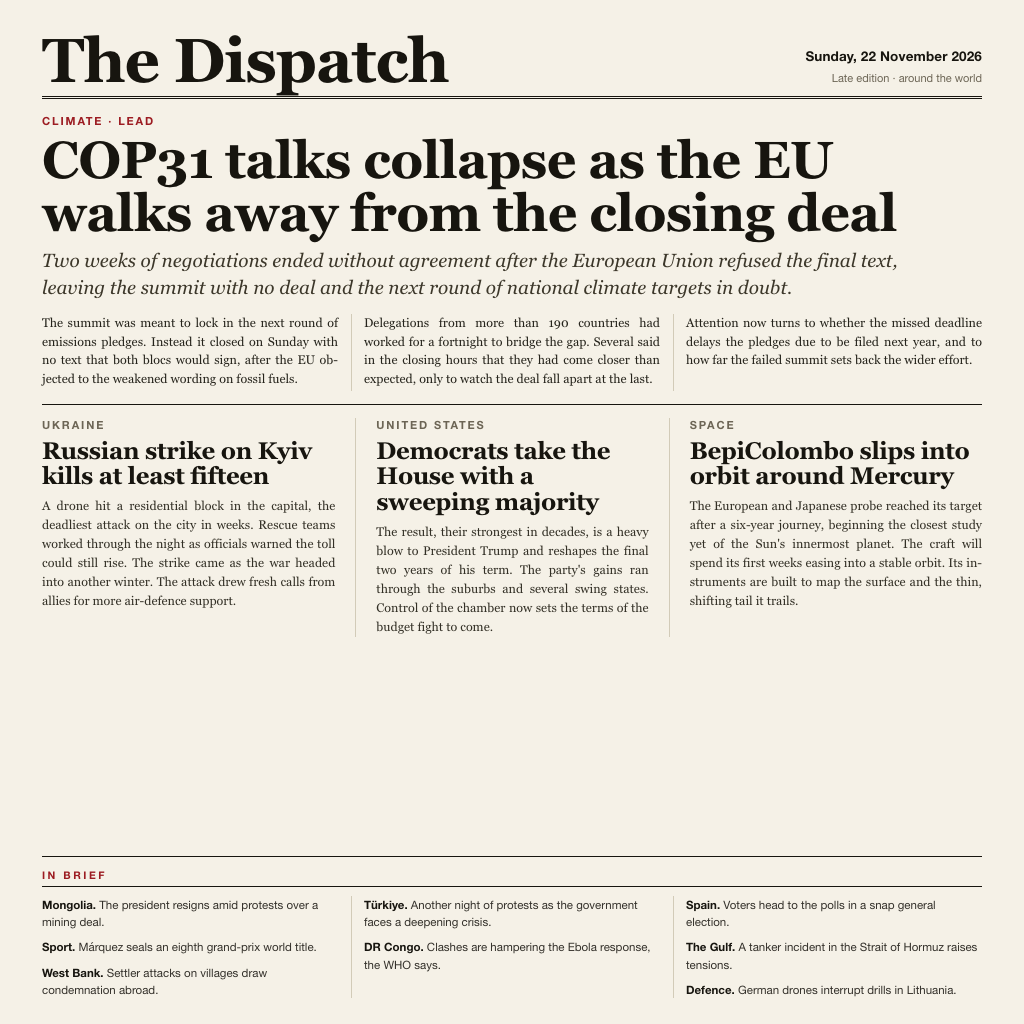 The Dispatch
Sunday, 22 November 2026
Late edition · around the world
CLIMATE · LEAD
COP31 talks collapse as the EU
walks away from the closing deal
Two weeks of negotiations ended without agreement after the European Union refused the final text,
leaving the summit with no deal and the next round of national climate targets in doubt.
The summit was meant to lock in the next round of
emissions pledges. Instead it closed on Sunday with
no text that both blocs would sign, after the EU ob-
jected to the weakened wording on fossil fuels.
Delegations from more than 190 countries had
worked for a fortnight to bridge the gap. Several said
in the closing hours that they had come closer than
expected, only to watch the deal fall apart at the last.
Attention now turns to whether the missed deadline
delays the pledges due to be filed next year, and to
how far the failed summit sets back the wider effort.
UKRAINE
Russian strike on Kyiv
kills at least fifteen
A drone hit a residential block in the capital, the
deadliest attack on the city in weeks. Rescue teams
worked through the night as officials warned the toll
could still rise. The strike came as the war headed
into another winter. The attack drew fresh calls from
allies for more air-defence support.
UNITED STATES
Democrats take the
House with a
sweeping majority
The result, their strongest in decades, is a heavy
blow to President Trump and reshapes the final
two years of his term. The party's gains ran
through the suburbs and several swing states.
Control of the chamber now sets the terms of the
budget fight to come.
SPACE
BepiColombo slips into
orbit around Mercury
The European and Japanese probe reached its target
after a six-year journey, beginning the closest study
yet of the Sun's innermost planet. The craft will
spend its first weeks easing into a stable orbit. Its in-
struments are built to map the surface and the thin,
shifting tail it trails.
IN BRIEF
Mongolia. The president resigns amid protests over a
mining deal.
Sport. Márquez seals an eighth grand-prix world title.
West Bank. Settler attacks on villages draw
condemnation abroad.
Türkiye. Another night of protests as the government
faces a deepening crisis.
DR Congo. Clashes are hampering the Ebola response,
the WHO says.
Spain. Voters head to the polls in a snap general
election.
The Gulf. A tanker incident in the Strait of Hormuz raises
tensions.
Defence. German drones interrupt drills in Lithuania.